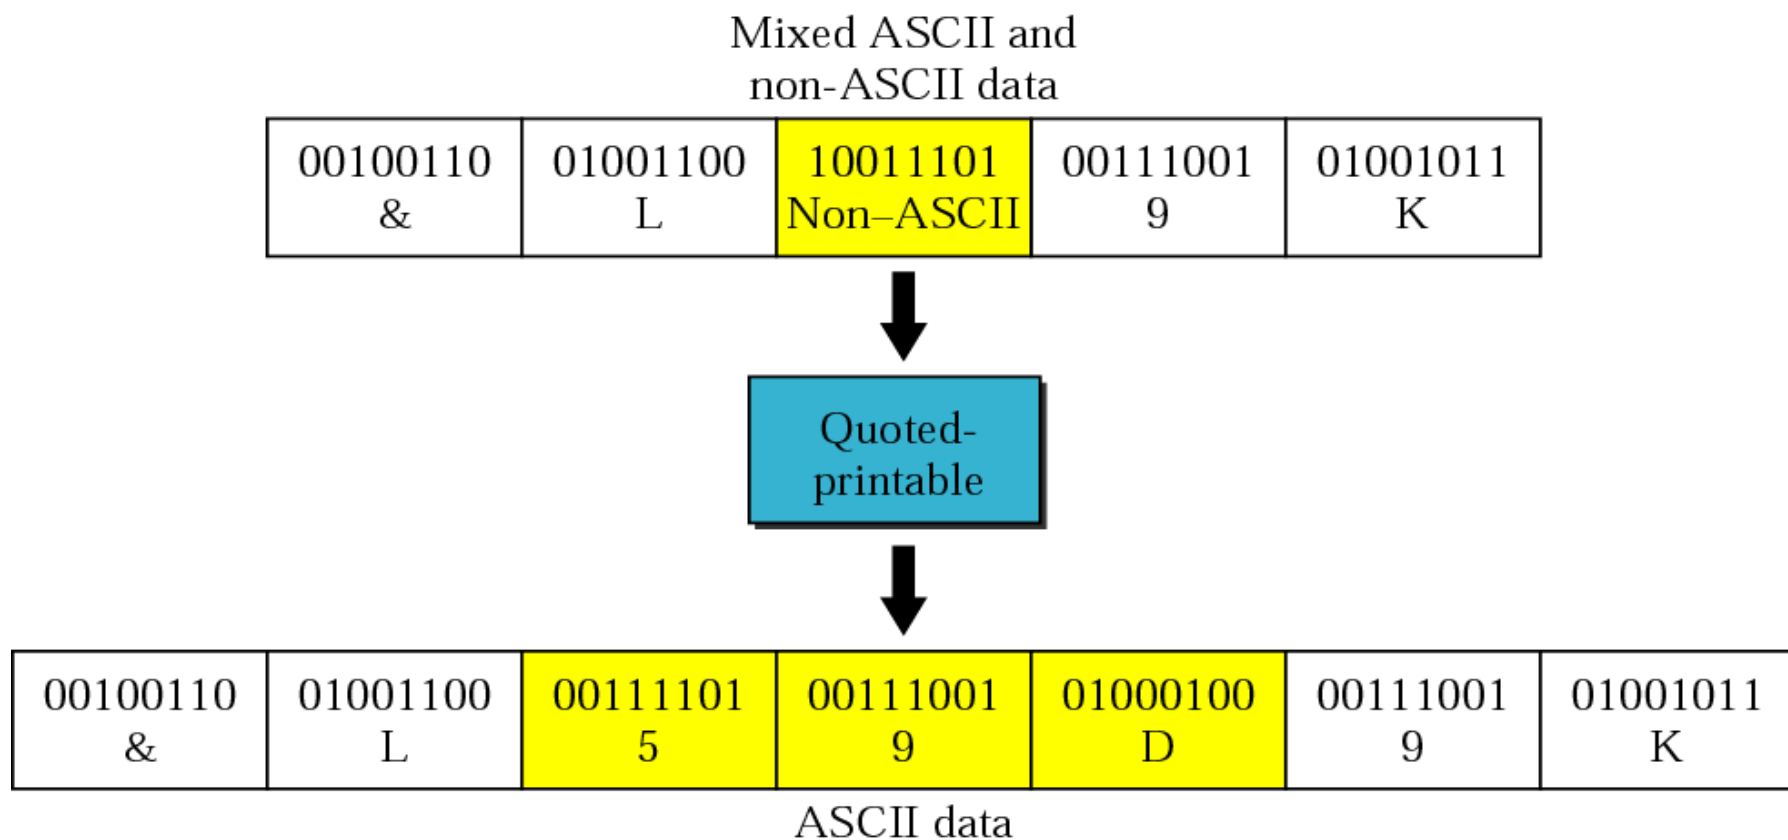 Mixed ASCII and
non-ASCII data
00100110 01001100 10011101 00111001 01001011
& L Non–ASCII 9 K
Quoted-
printable
00100110 01001100 00111101 00111001 01000100 00111001 01001011
& L 5 9 D 9 K
ASCII data